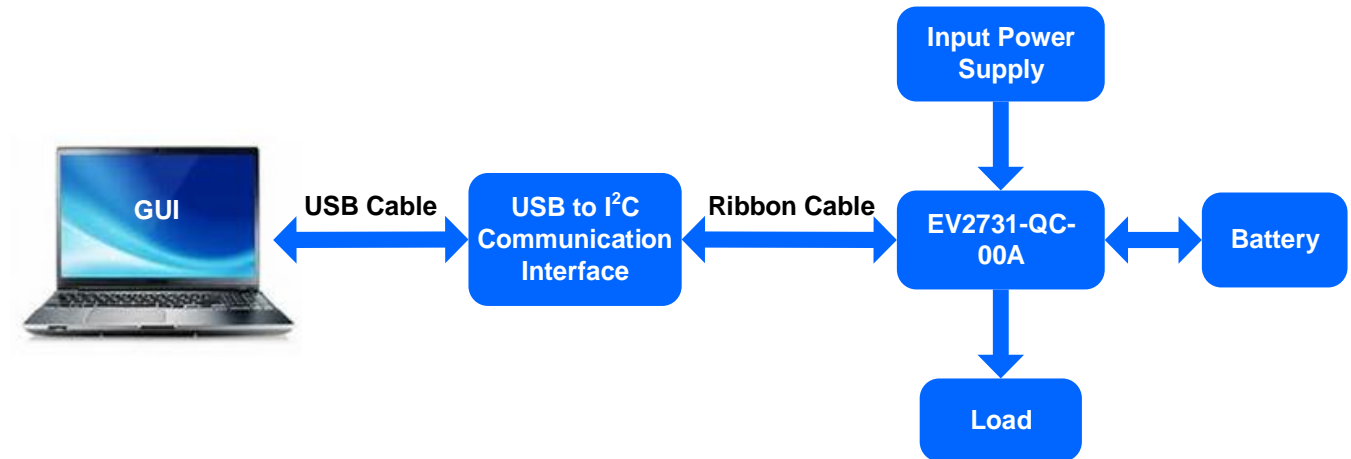 Input Power
Supply
GUI
USB Cable
USB to I²C
Communication
Interface
Ribbon Cable
EV2731-QC-
00A
Battery
Load